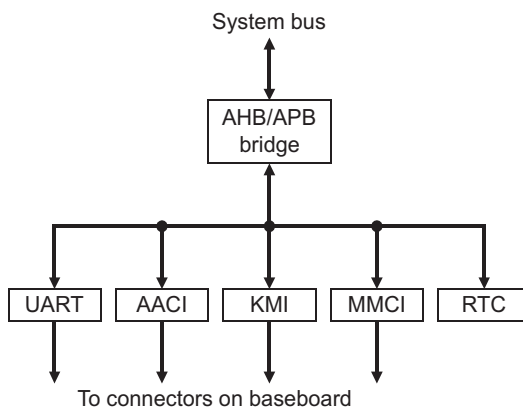 System bus
AHB/APB
bridge
UART
AACI
KMI
MMCI
RTC
To connectors on baseboard